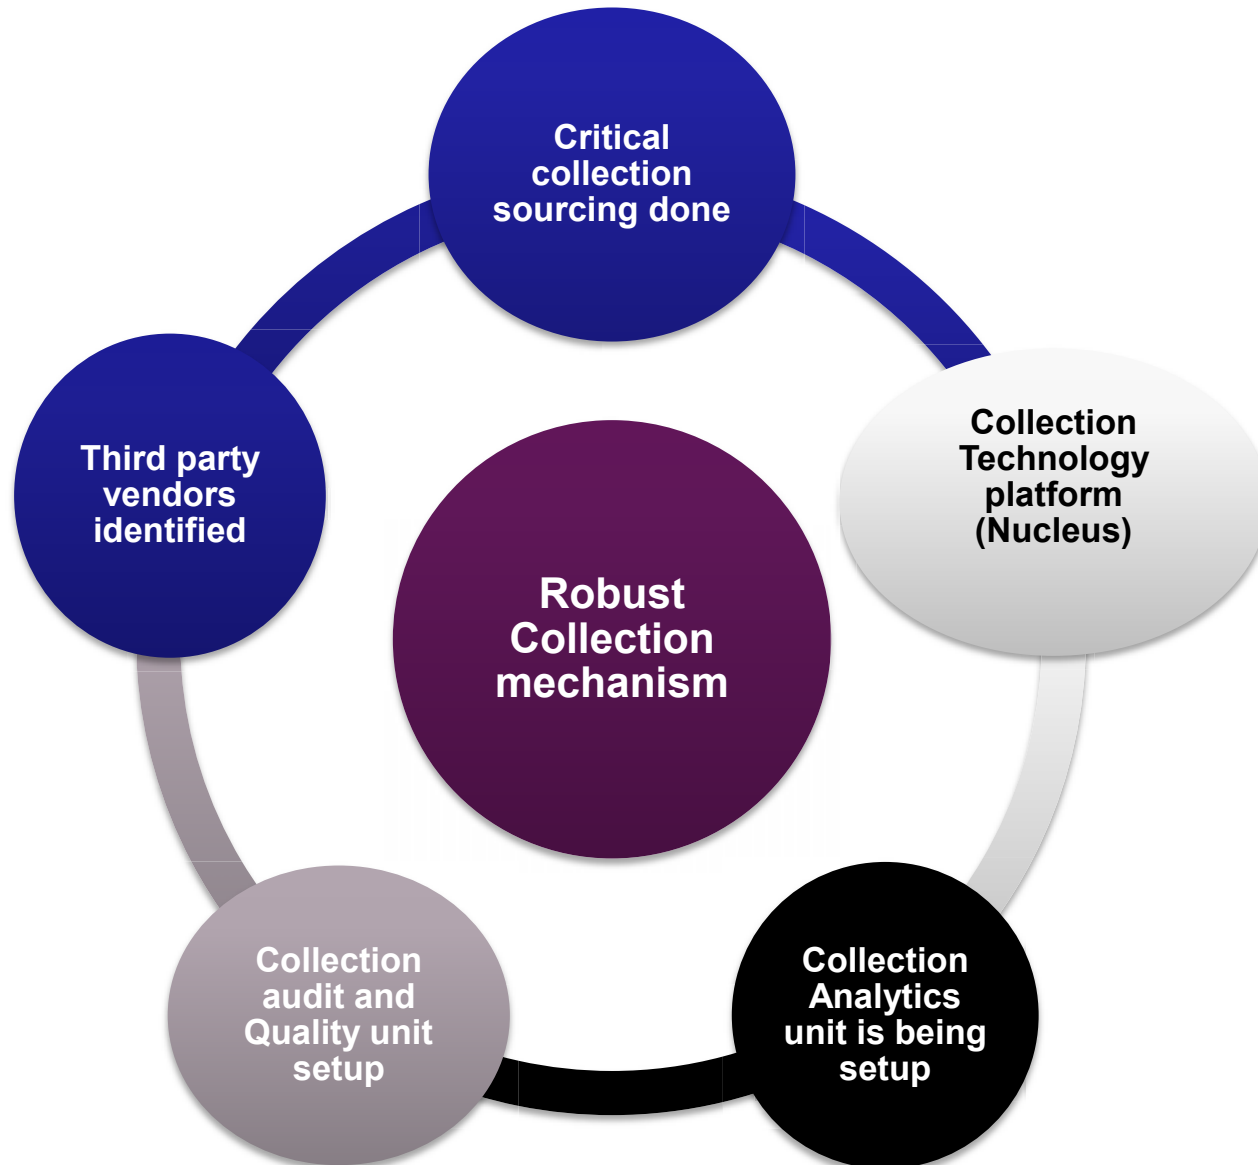 Critical
collection
sourcing done
Collection
Technology
platform
(Nucleus)
Third party
vendors
identified
Robust
Collection
mechanism
Collection
Analytics
unit is being
setup
Collection
audit and
Quality unit
setup